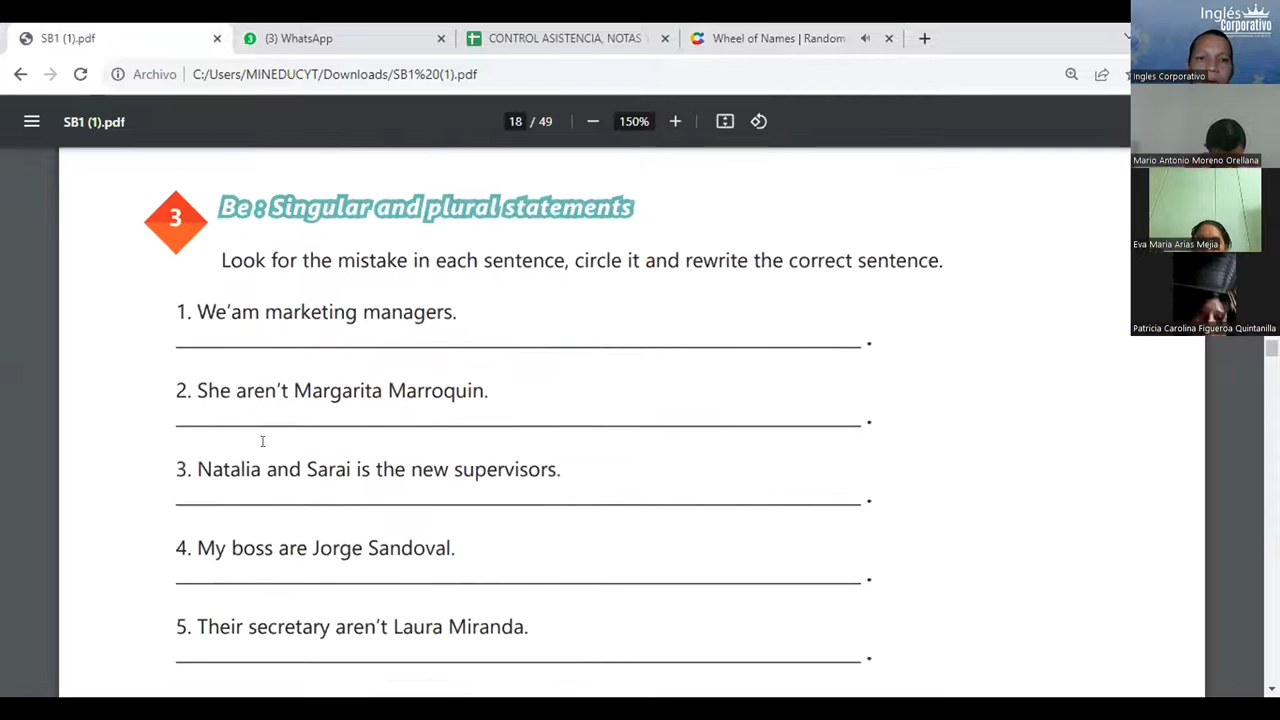 SB1 (1).pdf
(3) WhatsApp
CONTROL ASISTENCIA, NOTAS
Wheel of Names | Random
Archivo
C:/Users/MINEDUCYT/Downloads/SB1%20(1).pdf
SB1 (1).pdf
18 / 49
150%
3
Be : Singular and plural statements
Look for the mistake in each sentence, circle it and rewrite the correct sentence.
1. We'am marketing managers.
2. She aren't Margarita Marroquin.
3. Natalia and Sarai is the new supervisors.
4. My boss are Jorge Sandoval.
5. Their secretary aren't Laura Miranda.
Inglés
Corporativo
Ingles Corporativo
Mario Antonio Moreno Orellana
Eva Maria Arias Mejia
Patricia Carolina Figueroa Quintanilla